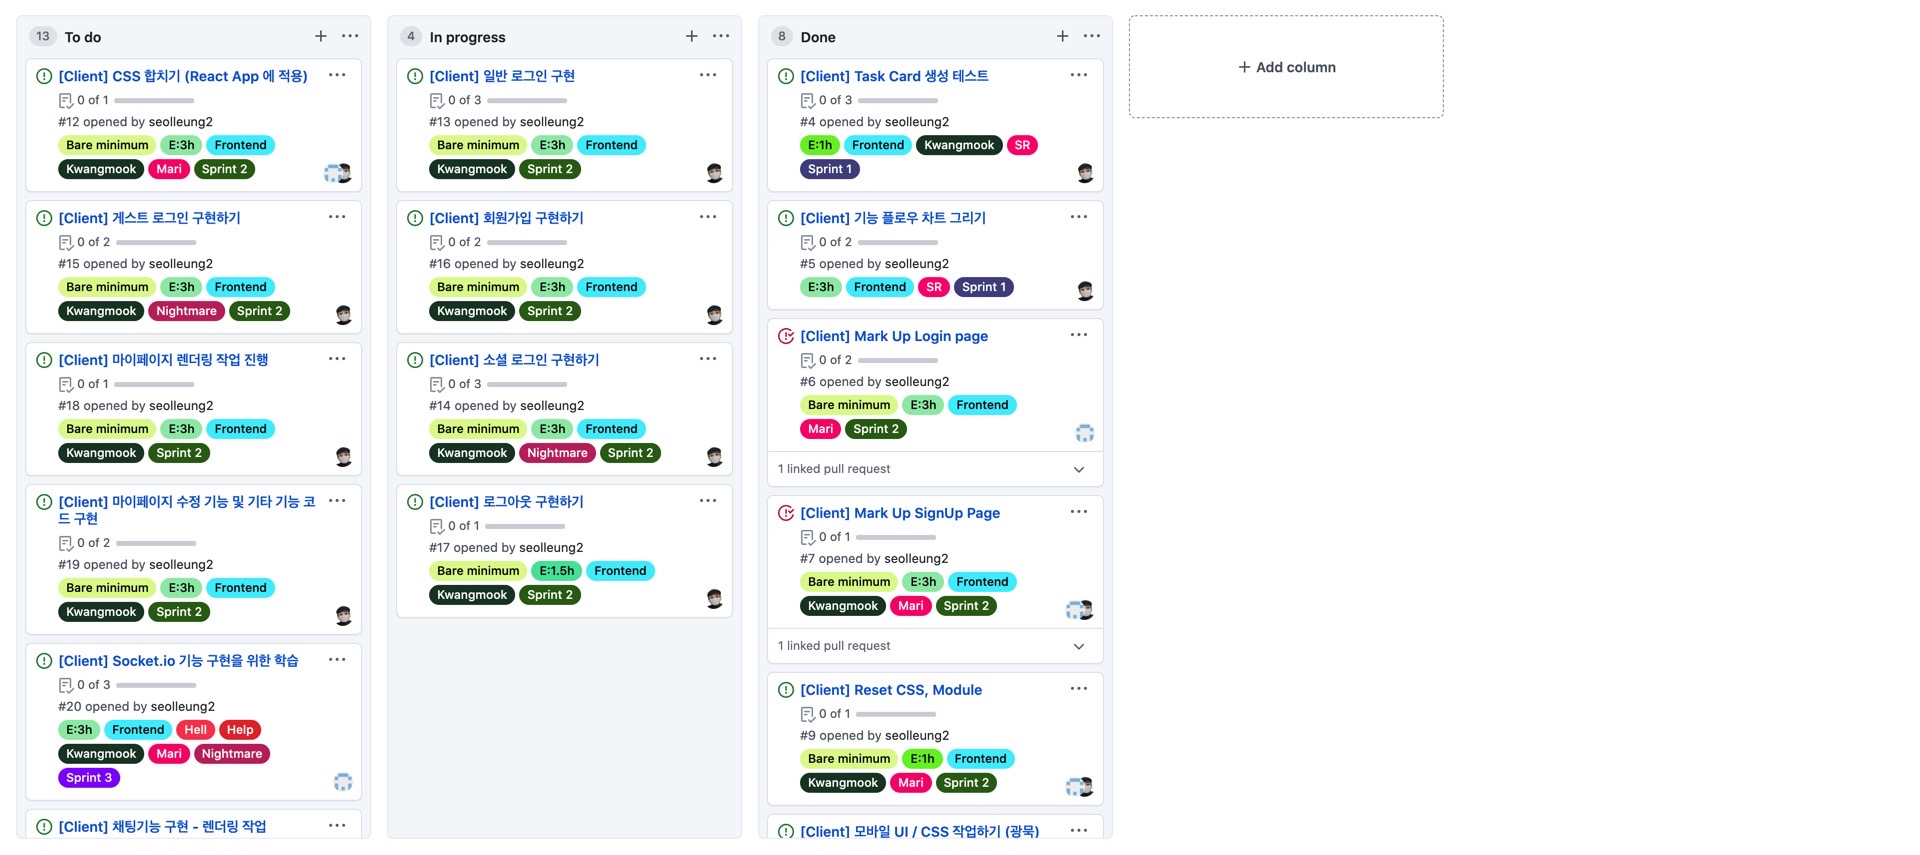 13 To do
[Client] CSS 합치기 (React App 에 적용)
0 of 1
#12 opened by seolleung2
Bare minimum E:3h Frontend
Kwangmook Mari Sprint 2
[Client] 게스트 로그인 구현하기
0 of 2
#15 opened by seolleung2
Bare minimum E:3h Frontend
Kwangmook Nightmare Sprint 2
[Client] 마이페이지 렌더링 작업 진행
0 of 1
#18 opened by seolleung2
Bare minimum E:3h Frontend
Kwangmook Sprint 2
[Client] 마이페이지 수정 기능 및 기타 기능 코
드 구현
0 of 2
#19 opened by seolleung2
Bare minimum E:3h Frontend
Kwangmook Sprint 2
[Client] Socket.io 기능 구현을 위한 학습
0 of 3
#20 opened by seolleung2
E:3h Frontend Hell Help
Kwangmook Mari Nightmare
Sprint 3
[Client] 채팅기능 구현 - 렌더링 작업
4 In progress
[Client] 일반 로그인 구현
0 of 3
#13 opened by seolleung2
Bare minimum E:3h Frontend
Kwangmook Sprint 2
[Client] 회원가입 구현하기
0 of 2
#16 opened by seolleung2
Bare minimum E:3h Frontend
Kwangmook Sprint 2
[Client] 소셜 로그인 구현하기
0 of 3
#14 opened by seolleung2
Bare minimum E:3h Frontend
Kwangmook Nightmare Sprint 2
[Client] 로그아웃 구현하기
0 of 1
#17 opened by seolleung2
Bare minimum E:1.5h Frontend
Kwangmook Sprint 2
8 Done
[Client] Task Card 생성 테스트
0 of 3
#4 opened by seolleung2
E:1h Frontend Kwangmook SR
Sprint 1
[Client] 기능 플로우 차트 그리기
0 of 2
#5 opened by seolleung2
E:3h Frontend SR Sprint 1
[Client] Mark Up Login page
0 of 2
#6 opened by seolleung2
Bare minimum E:3h Frontend
Mari Sprint 2
1 linked pull request
[Client] Mark Up SignUp Page
0 of 1
#7 opened by seolleung2
Bare minimum E:3h Frontend
Kwangmook Mari Sprint 2
1 linked pull request
[Client] Reset CSS, Module
0 of 1
#9 opened by seolleung2
Bare minimum E:1h Frontend
Kwangmook Mari Sprint 2
[Client] 모바일 UI / CSS 작업하기 (광묵)
+ Add column